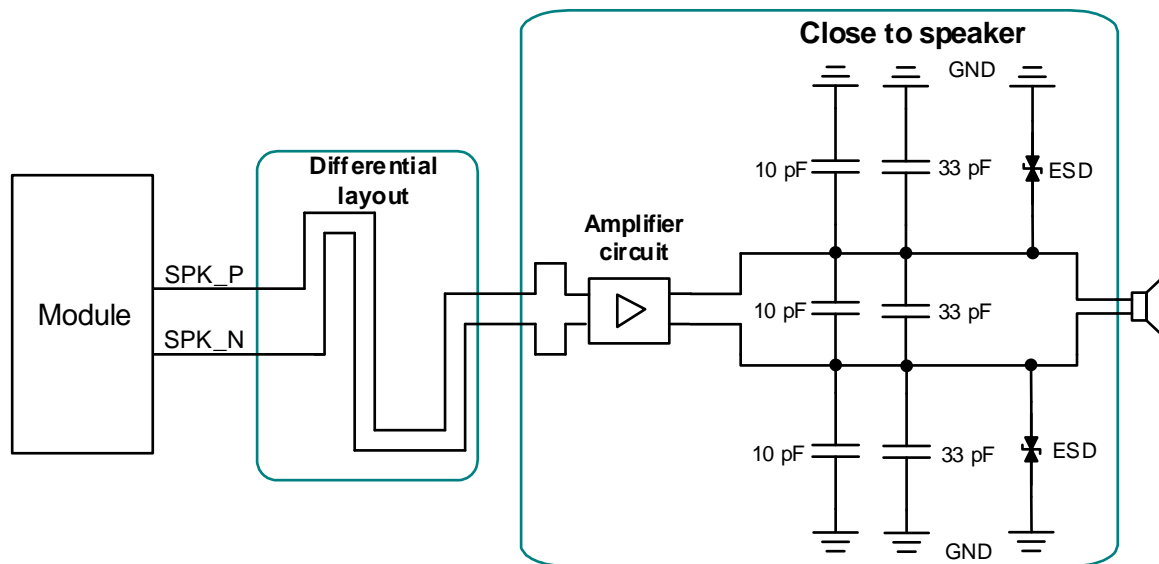 Close to speaker
GND
Differential
layout
10 pF
33 pF
ESD
Amplifier
circuit
SPK_P
Module
10 pF
33 pF
SPK_N
10 pF
33 pF
ESD
GND